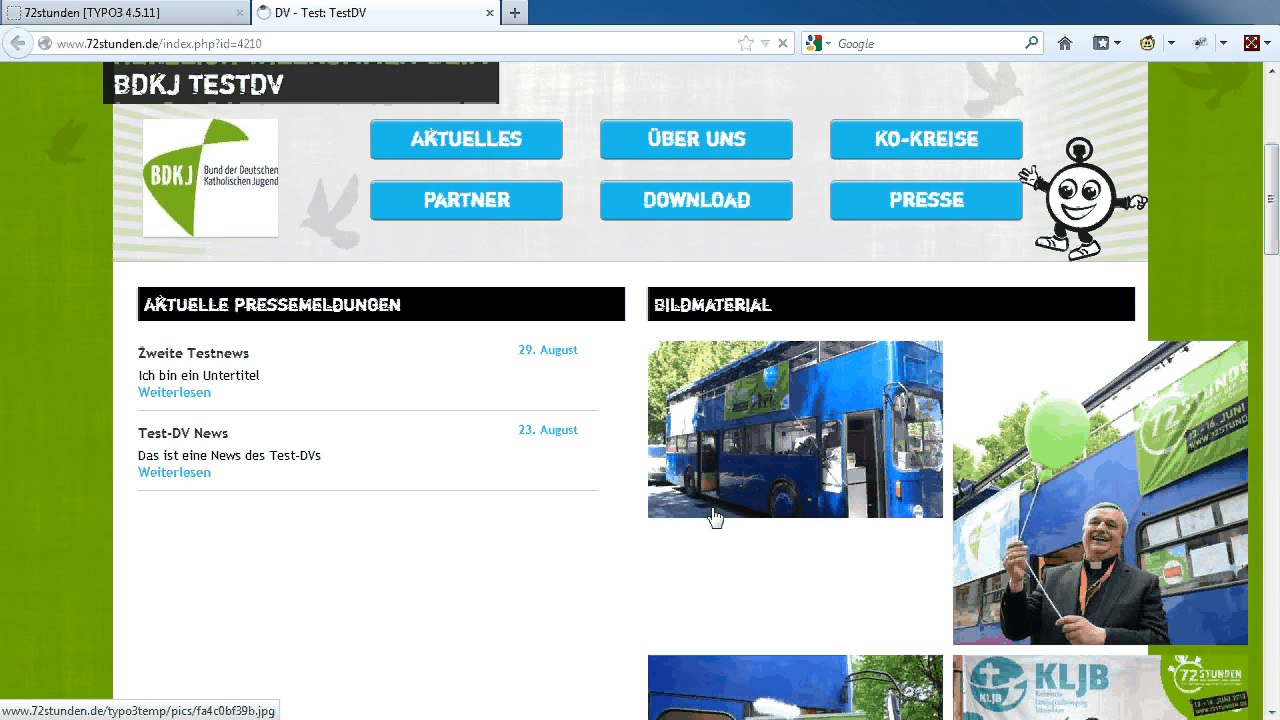 72stunden [TYPO3 4.5.11]
DV - Test: TestDV
www.72stunden.de/index.php?id=4210
Google
BDKJ TESTDV
BDKJ
Bund der Deutschen
Katholischen Jugend
AKTUELLES
ÜBER UNS
KO-KREISE
PARTNER
DOWNLOAD
PRESSE
AKTUELLE PRESSEMELDUNGEN
Zweite Testnews
29. August
Ich bin ein Untertitel
Weiterlesen
Test-DV News
23. August
Das ist eine News des Test-DVs
Weiterlesen
BILDMATERIAL
KLJB
KLJB
72 STUNDEN
www.72stunden.de/typo3temp/pics/fa4c0bf39b.jpg